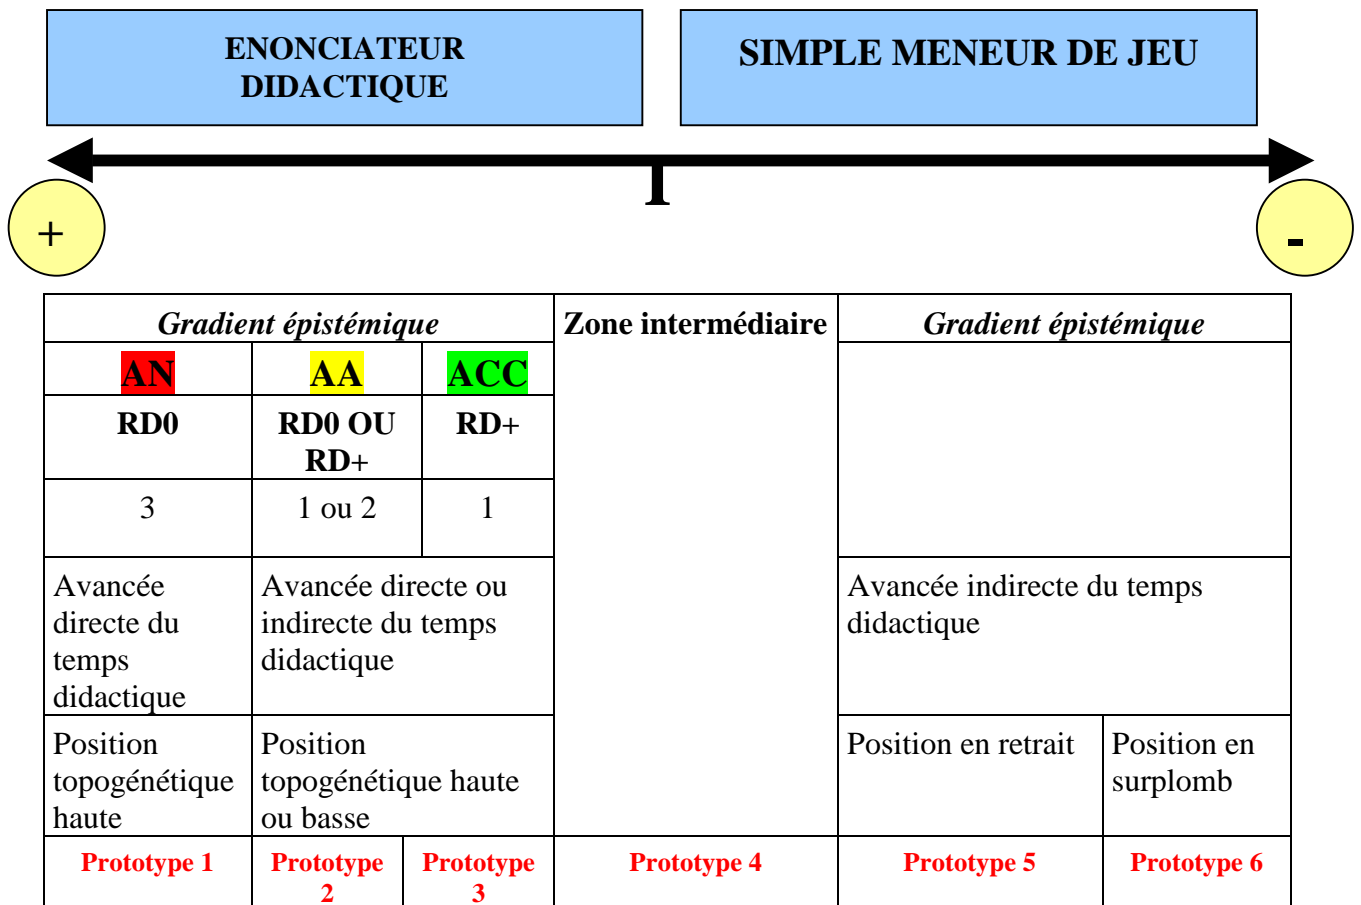 ENONCIATEUR
DIDACTIQUE
SIMPLE MENEUR DE JEU
+
-
Gradient épistémique
Zone intermédiaire
Gradient épistémique
AN
AA
ACC
RD0
RD0 OU
RD+
RD+
3
1 ou 2
1
Avancée
directe du
temps
didactique
Avancée directe ou
indirecte du temps
didactique
Avancée indirecte du temps
didactique
Position
topogénétique
haute
Position
topogénétique haute
ou basse
Position en retrait
Position en
surplomb
Prototype 1
Prototype
2
Prototype
3
Prototype 4
Prototype 5
Prototype 6